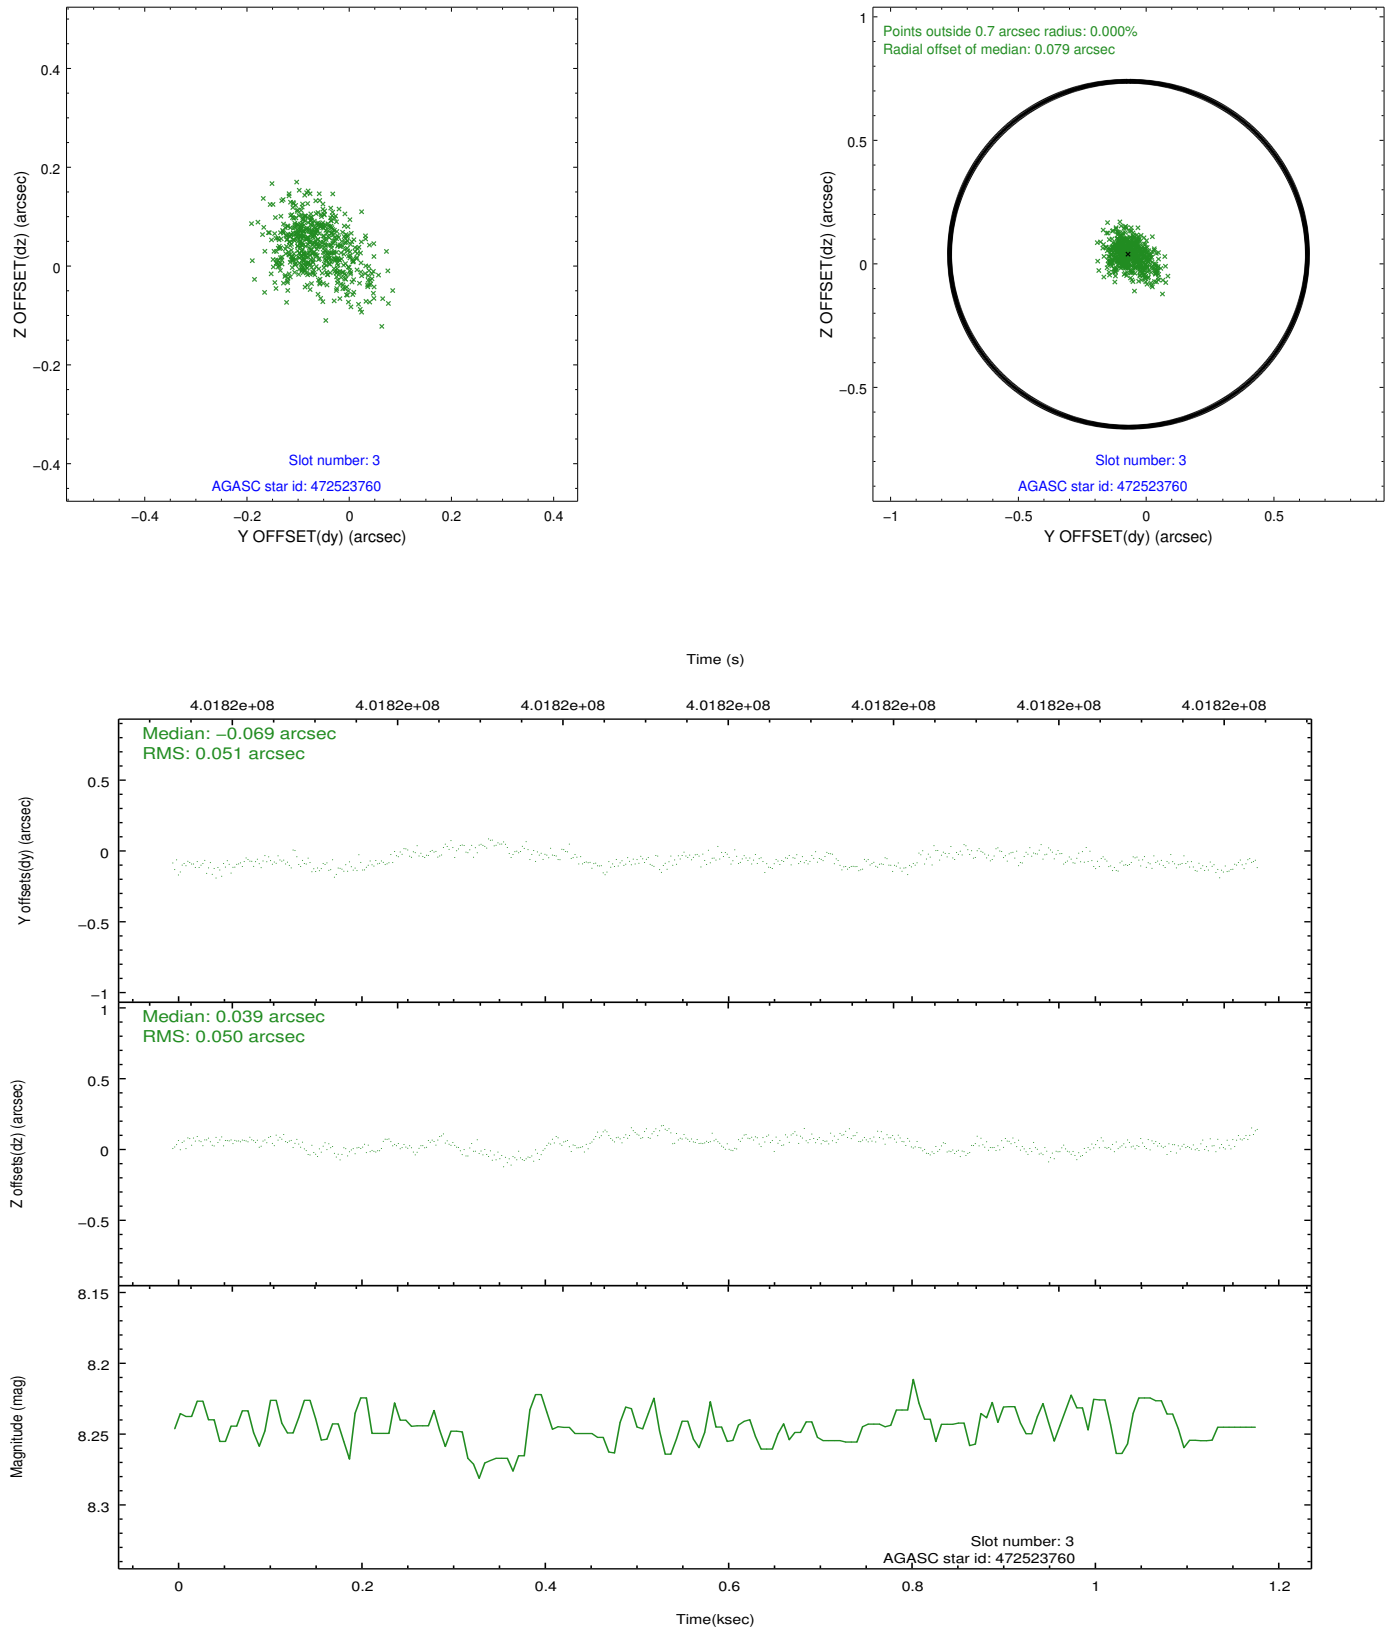 0.4
0.2
0
−0.2
−0.4
Z OFFSET(dz) (arcsec)
Slot number: 3
AGASC star id: 472523760
−0.4
−0.2
0
0.2
0.4
Y OFFSET(dy) (arcsec)
Points outside 0.7 arcsec radius: 0.000%
Radial offset of median: 0.079 arcsec
1
0.5
0
−0.5
Z OFFSET(dz) (arcsec)
Slot number: 3
AGASC star id: 472523760
−1
−0.5
0
0.5
Y OFFSET(dy) (arcsec)
Time (s)
4.0182e+08 4.0182e+08 4.0182e+08 4.0182e+08 4.0182e+08 4.0182e+08 4.0182e+08
Median: −0.069 arcsec
RMS: 0.051 arcsec
0.5
0
−0.5
−1
Y offsets(dy) (arcsec)
Median: 0.039 arcsec
RMS: 0.050 arcsec
1
0.5
0
−0.5
Z offsets(dz) (arcsec)
8.15
8.2
8.25
8.3
Magnitude (mag)
Slot number: 3
AGASC star id: 472523760
0 0.2 0.4 0.6 0.8 1 1.2
Time(ksec)